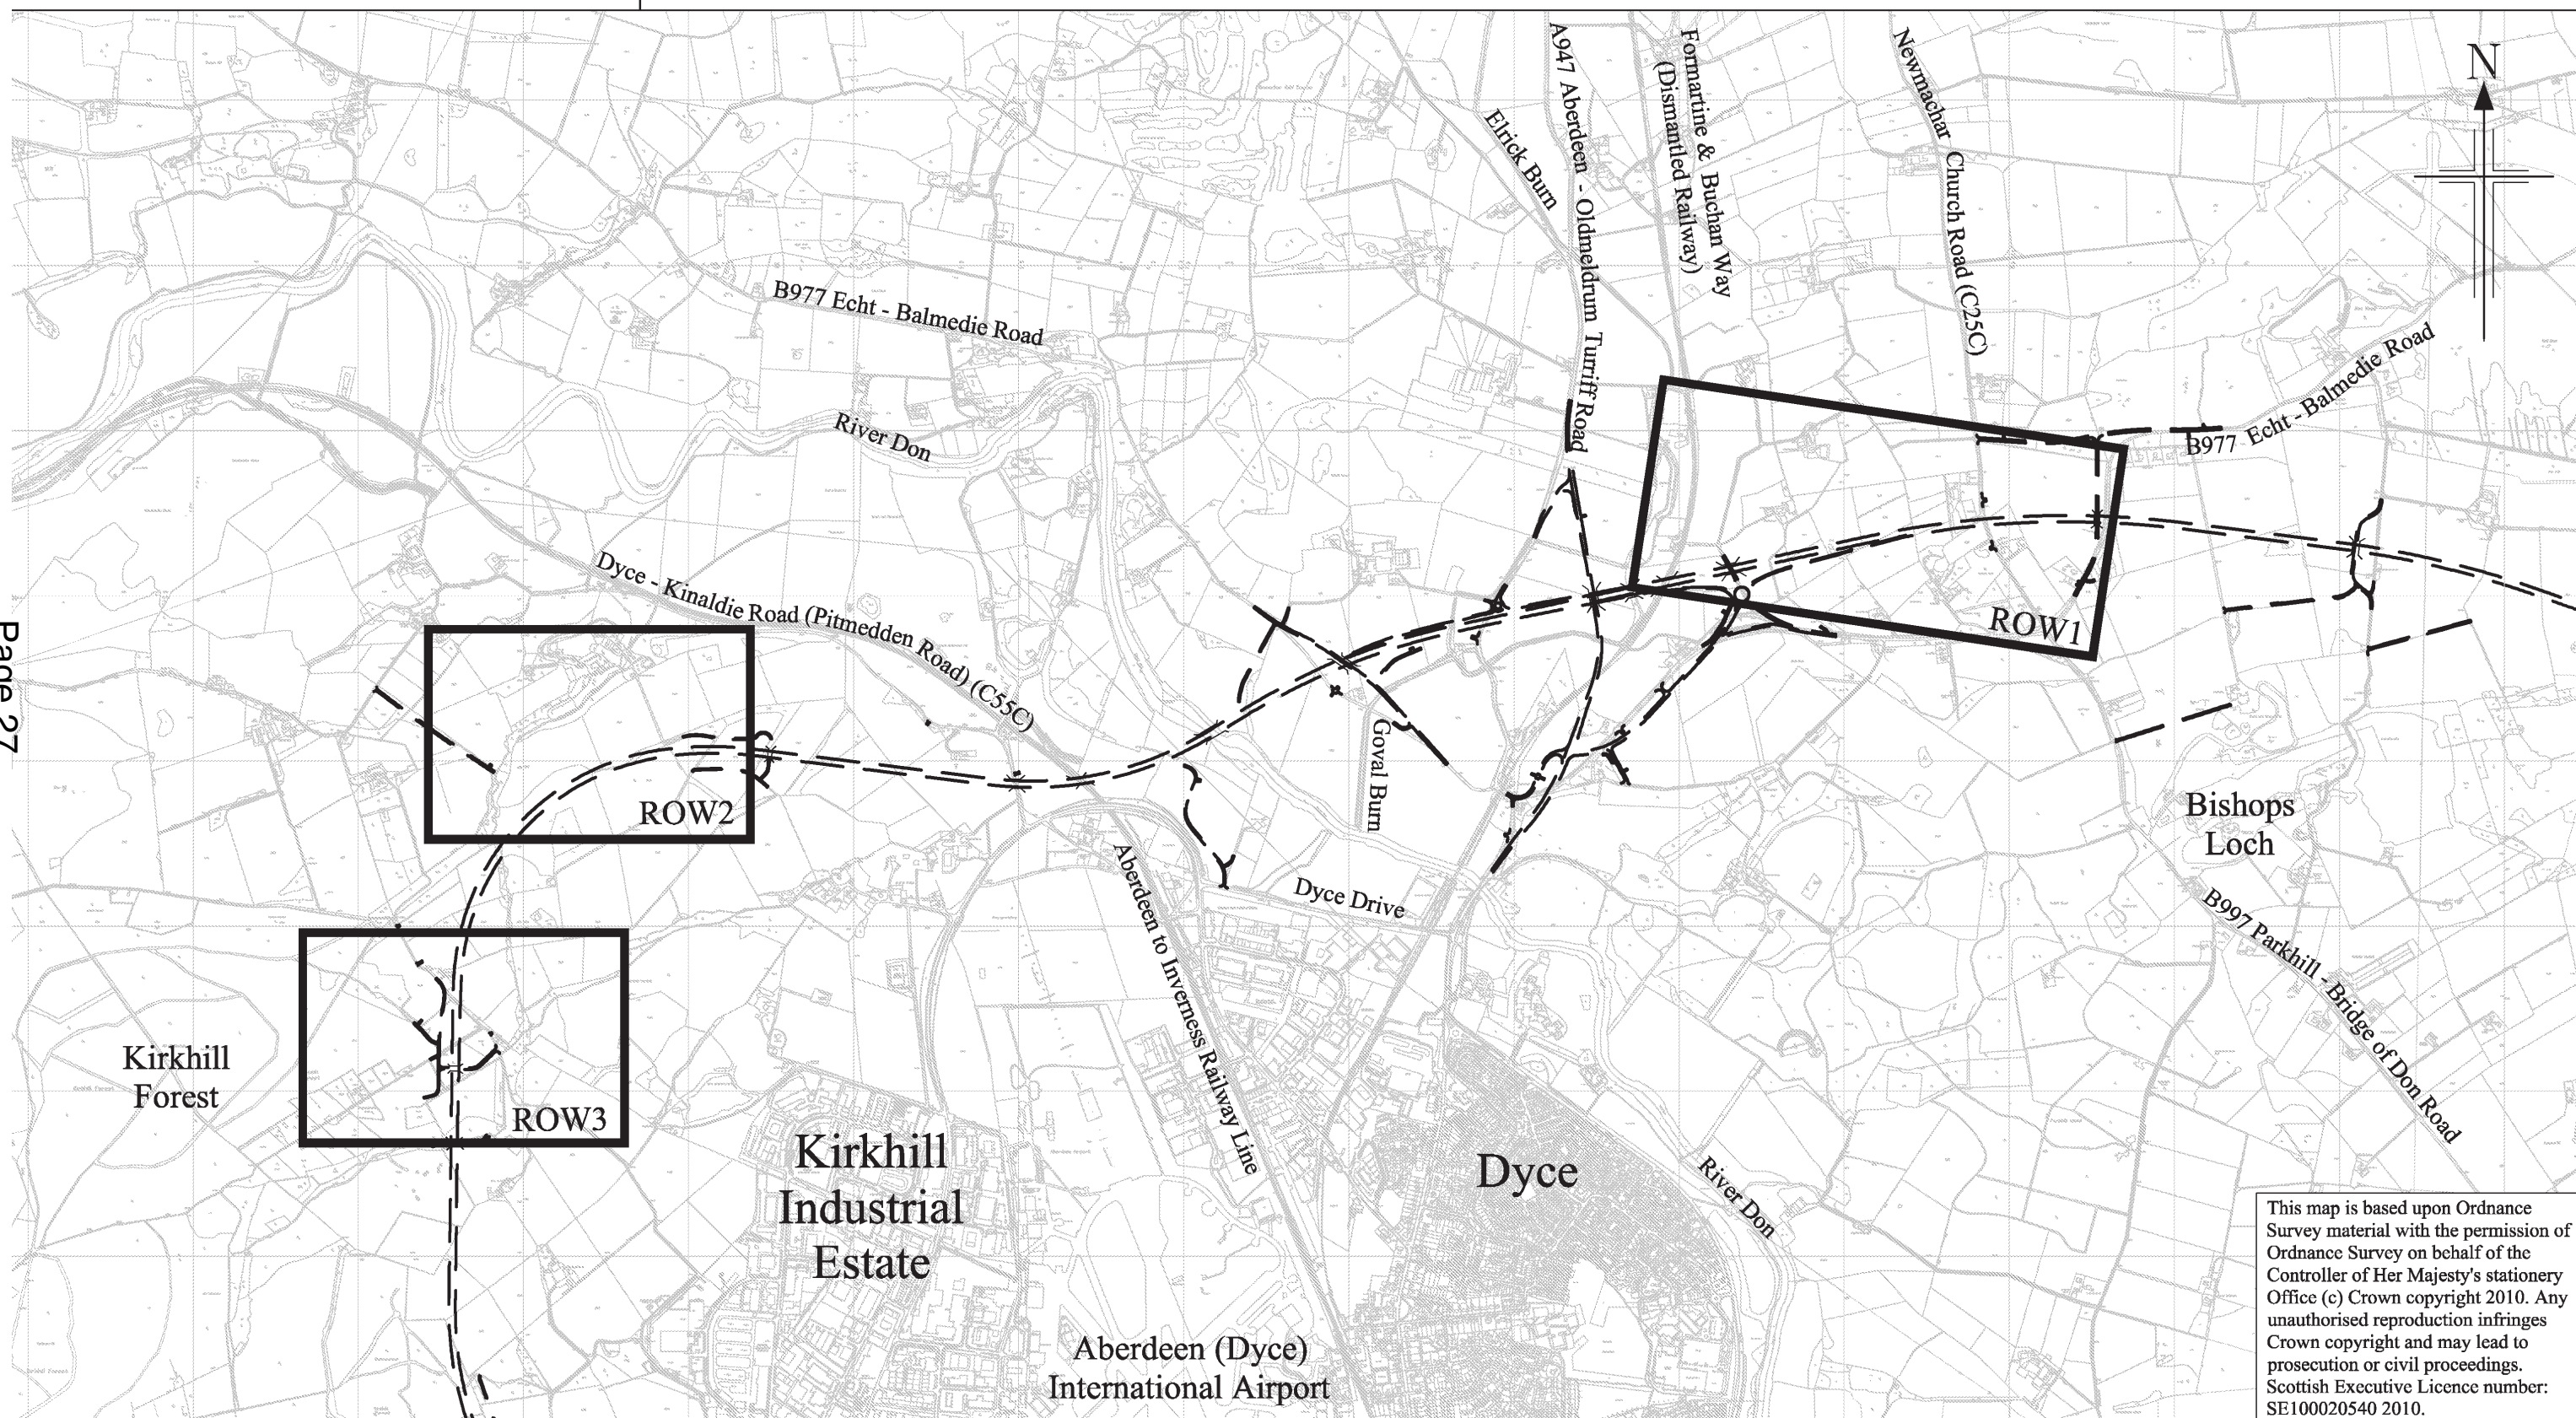 N
A947 Aberdeen - Oldmeldrum Turriff Road
Formartine & Buchan Way
(Dismantled Railway)
Newmachar Church Road (C25C)
Elrick Burn
B977 Echt - Balmedie Road
River Don
B977 Echt - Balmedie Road
Dyce - Kinaldie Road (Pitmedden Road) (C55C)
ROW1
Page 27
ROW2
Goval Burn
Bishops
Loch
Dyce Drive
Aberdeen to Inverness Railway Line
B997 Parkhill - Bridge of Don Road
Kirkhill
Forest
ROW3
Kirkhill
Industrial
Estate
Dyce
River Don
Aberdeen (Dyce)
International Airport
This map is based upon Ordnance
Survey material with the permission of
Ordnance Survey on behalf of the
Controller of Her Majesty's stationery
Office (c) Crown copyright 2010. Any
unauthorised reproduction infringes
Crown copyright and may lead to
prosecution or civil proceedings.
Scottish Executive Licence number:
SE100020540 2010.